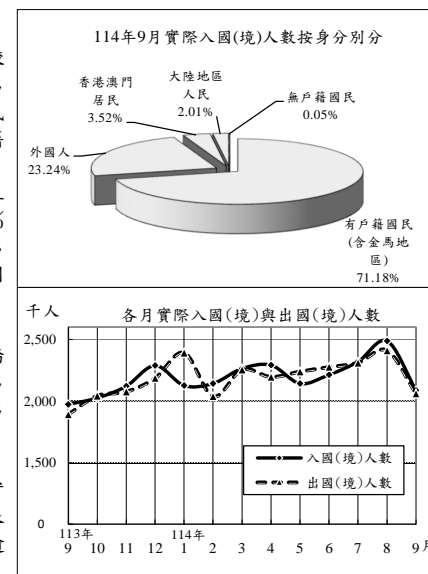 114年9月實際入國(境)人數按身分別分
香港澳門
居民
3.52%
大陸地區
人民
2.01%
無戶籍國民
0.05%
外國人
23.24%
有戶籍國民
(含金馬地
區)
71.18%
千人
各月實際入國(境)與出國(境)人數
2,500
2,000
1,500
0
入國(境)人數
出國(境)人數
113年 114年
9 10 11 12 1 2 3 4 5 6 7 8 9 月